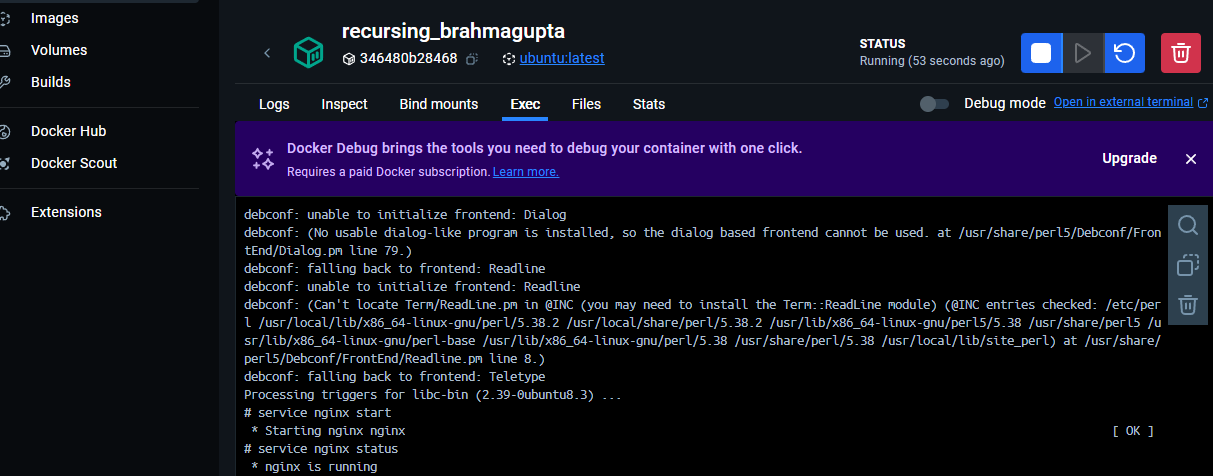 Images
Volumes
Builds
Docker Hub
Docker Scout
Extensions
recursing_brahmagupta
346480b28468
ubuntu:latest
STATUS
Running (53 seconds ago)
Logs
Inspect
Bind mounts
Exec
Files
Stats
Debug mode
Open in external terminal
Docker Debug brings the tools you need to debug your container with one click.
Requires a paid Docker subscription. Learn more.
Upgrade
debconf: unable to initialize frontend: Dialog
debconf: (No usable dialog-like program is installed, so the dialog based frontend cannot be used. at /usr/share/perl5/Debconf/Fron
tEnd/Dialog.pm line 79.)
debconf: falling back to frontend: Readline
debconf: unable to initialize frontend: Readline
debconf: (Can't locate Term/ReadLine.pm in @INC (you may need to install the Term::ReadLine module) (@INC entries checked: /etc/per
l /usr/local/lib/x86_64-linux-gnu/perl/5.38.2 /usr/local/share/perl/5.38.2 /usr/lib/x86_64-linux-gnu/perl5/5.38 /usr/share/perl5 /u
sr/lib/x86_64-linux-gnu/perl-base /usr/lib/x86_64-linux-gnu/perl/5.38 /usr/share/perl/5.38 /usr/local/lib/site_perl) at /usr/share/
perl5/Debconf/FrontEnd/Readline.pm line 8.)
debconf: falling back to frontend: Teletype
Processing triggers for libc-bin (2.39-0ubuntu8.3) ...
# service nginx start
 * Starting nginx nginx [ OK ]
# service nginx status
 * nginx is running